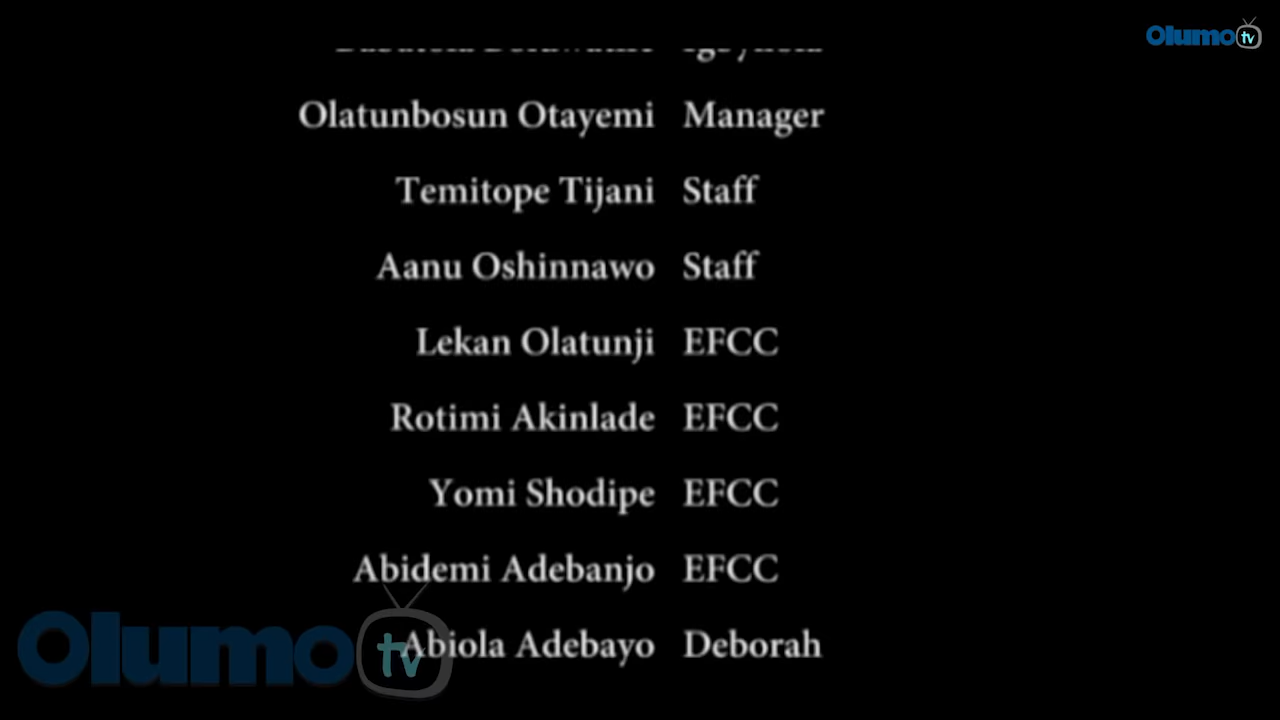 Olumo tv
Olatunbosun Otayemi Manager
Temitope Tijani Staff
Aanu Oshinnawo Staff
Lekan Olatunji EFCC
Rotimi Akinlade EFCC
Yomi Shodipe EFCC
Abidemi Adebanjo EFCC
Abiola Adebayo Deborah
Olumo tv